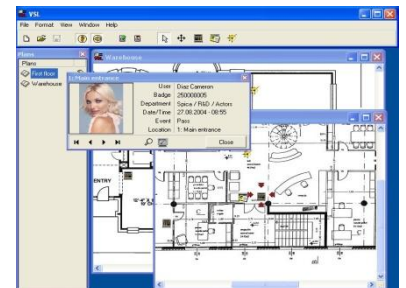 VSL
File Format View Window Help
Plans
Plans
First floor
Warehouse
Warehouse
1: Main entrance
User Diaz Cameron
Badge 250000005
Department Spica / R&D / Actors
Date/Time 27.08.2004 - 08:55
Event Pass
Location 1: Main entrance
Close
ENTRY